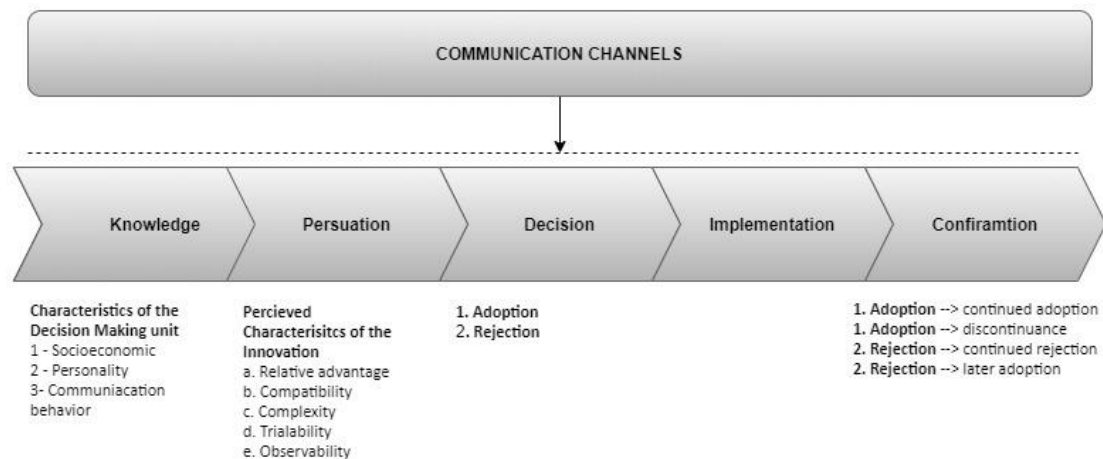 COMMUNICATION CHANNELS
Knowledge
Persuation
Decision
Implementation
Confiramtion
Characteristics of the
Decision Making unit
1 - Socioeconomic
2 - Personality
3- Communiacation
behavior
Percieved
Characterisitcs of the
Innovation
a. Relative advantage
b. Compatibility
c. Complexity
d. Trialability
e. Observability
1. Adoption
2. Rejection
1. Adoption --> continued adoption
1. Adoption --> discontinuance
2. Rejection --> continued rejection
2. Rejection --> later adoption